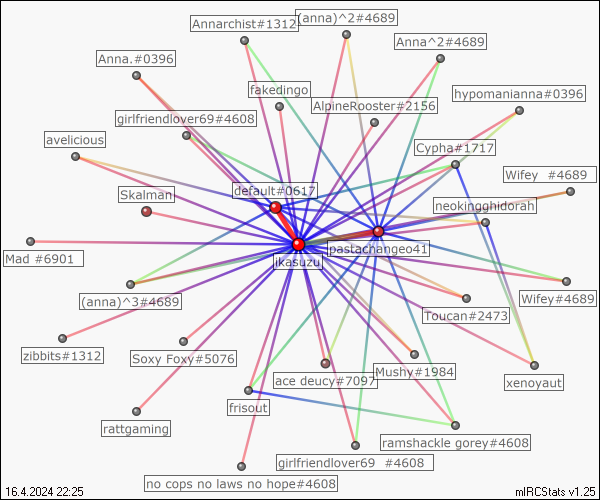 (anna)^2#4689
Annarchist#1312
Anna^2#4689
Anna.#0396
fakedingo
hypomanianna#0396
AlpineRooster#2156
girlfriendlover69#4608
avelicious
Cypha#1717
Wifey #4689
default#0617
Skalman
neokingghidorah
pastachangeo41
jkasuzu
Mad #6901
(anna)^3#4689
Wifey#4689
Toucan#2473
zibbits#1312
Soxy Foxy#5076
Mushy#1984
ace deucy#7097
xenoyaut
frisout
rattgaming
ramshackle gorey#4608
girlfriendlover69 #4608
no cops no laws no hope#4608
16.4.2024 22:25
mIRCStats v1.25